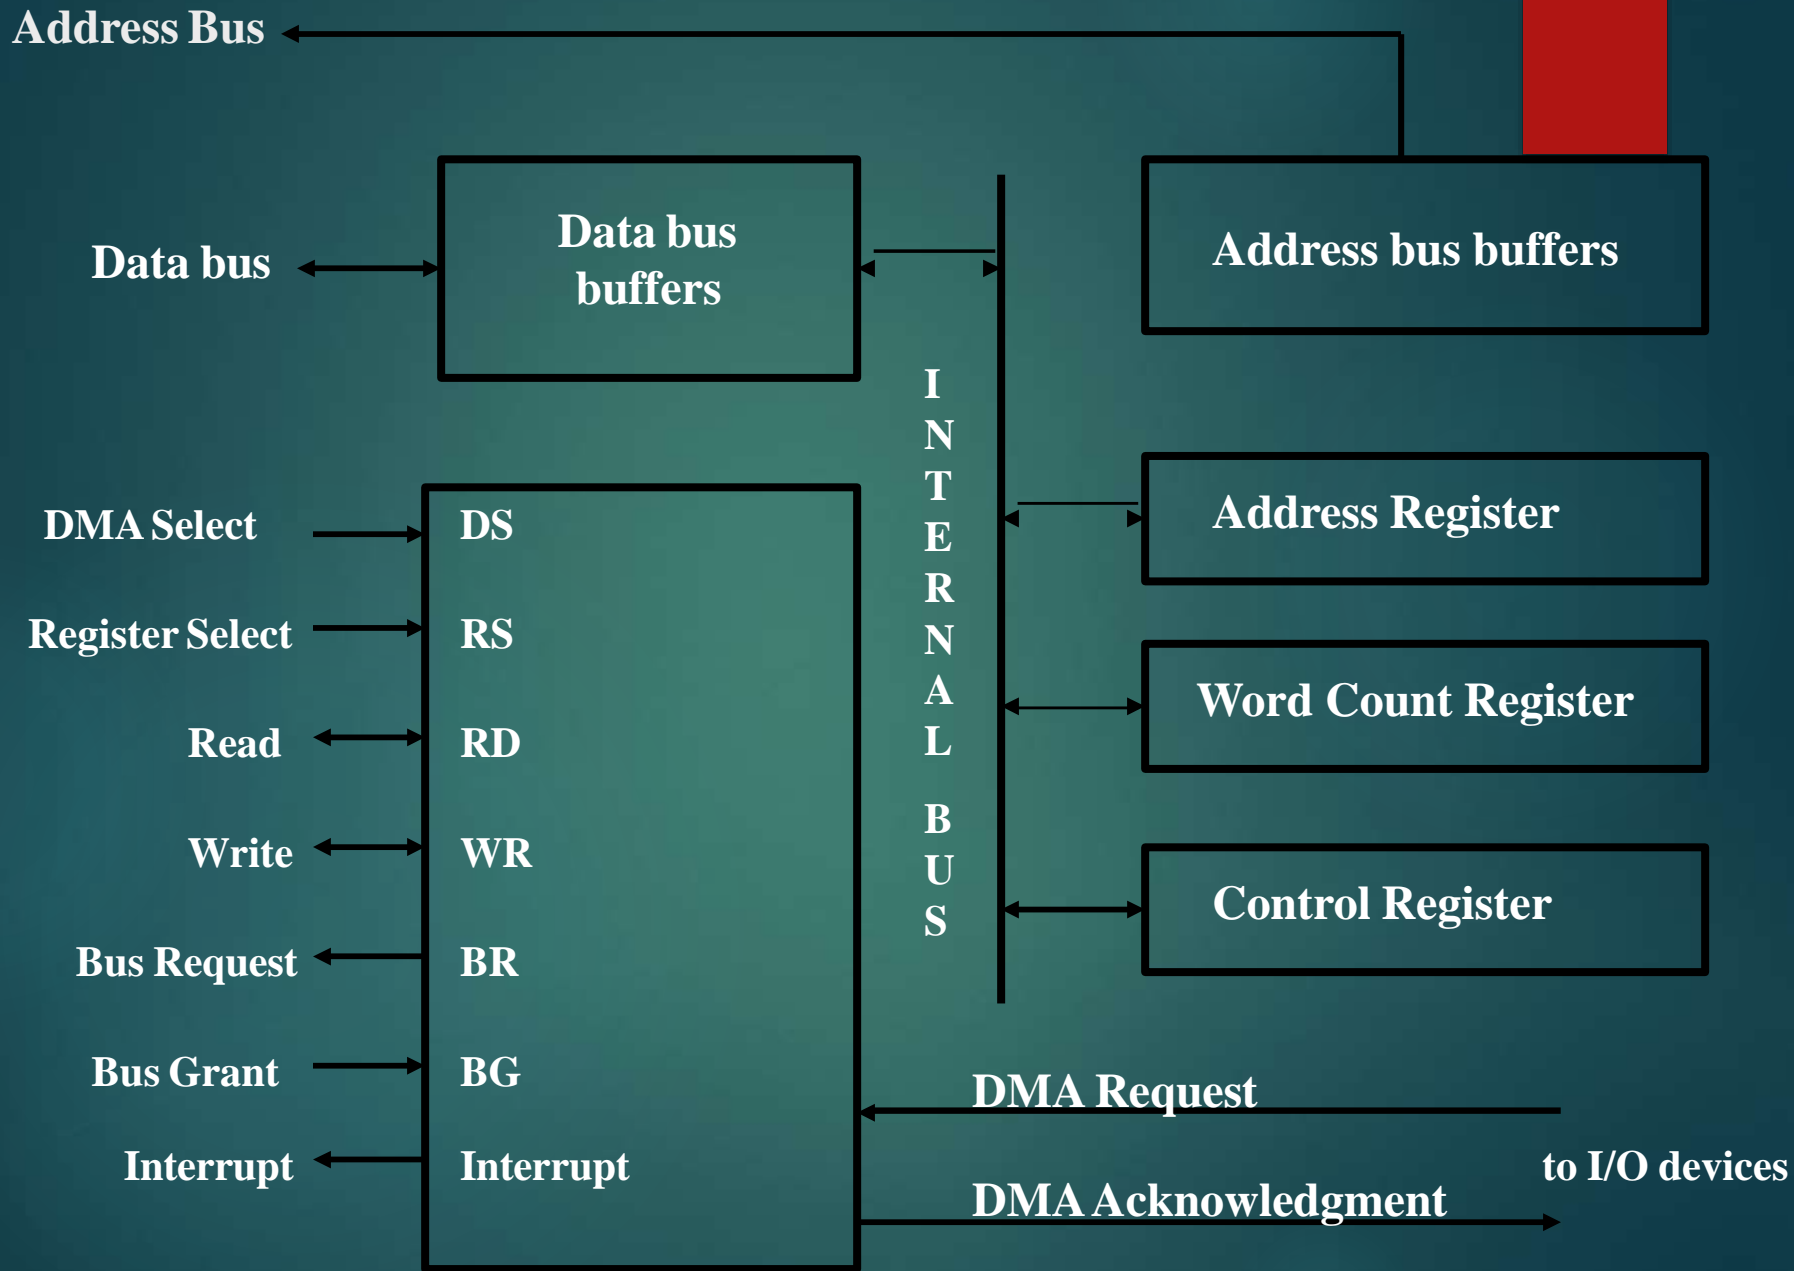 Address Bus
Data bus
Data bus
buffers
Address bus buffers
INTERNAL BUS
Address Register
Word Count Register
Control Register
DMA Select
DS
Register Select
RS
Read
RD
Write
WR
Bus Request
BR
Bus Grant
BG
Interrupt
Interrupt
DMA Request
to I/O devices
DMA Acknowledgment